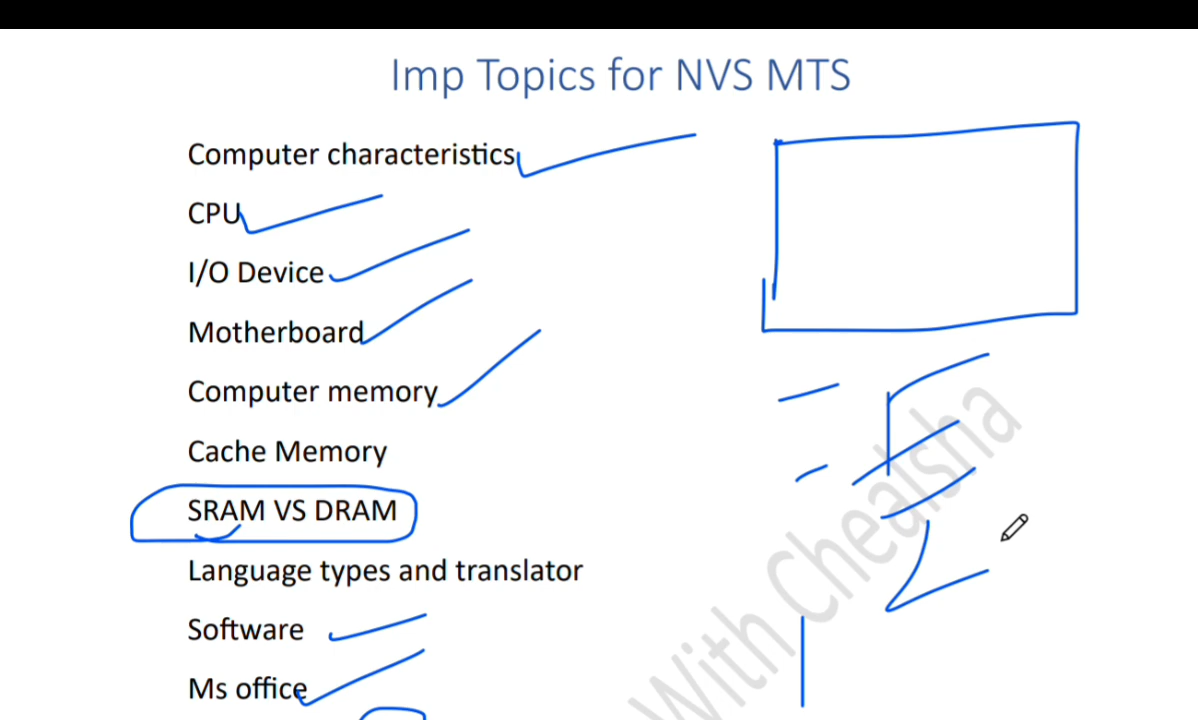 Imp Topics for NVS MTS
Computer characteristics
CPU
I/O Device
Motherboard
Computer memory
Cache Memory
SRAM VS DRAM
Language types and translator
Software
Ms office
With Chealsha